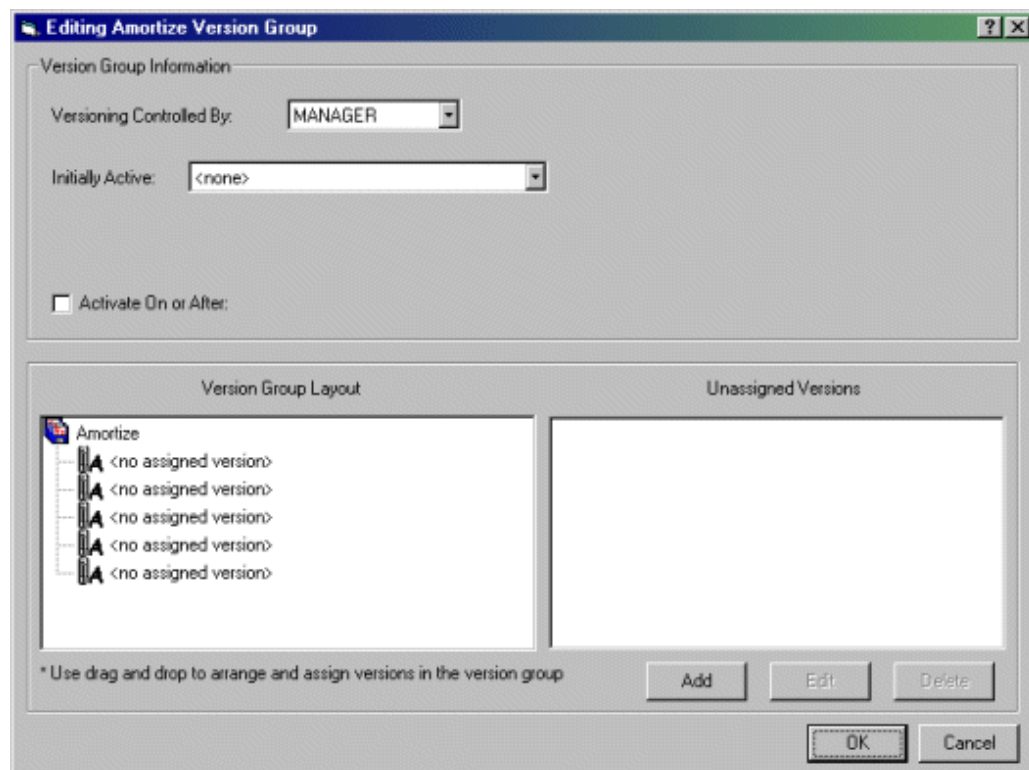 Editing Amortize Version Group
Version Group Information
Versioning Controlled By: MANAGER
Initially Active: <none>
Activate On or After:
Version Group Layout
Unassigned Versions
Amortize
<no assigned version>
<no assigned version>
<no assigned version>
<no assigned version>
<no assigned version>
* Use drag and drop to arrange and assign versions in the version group
Add Edit Delete
OK Cancel